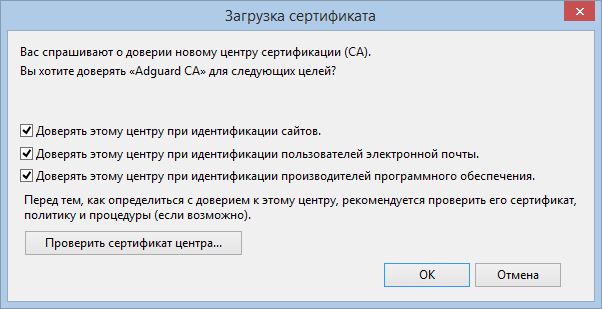 Загрузка сертификата
Вас спрашивают о доверии новому центру сертификации (CA).
Вы хотите доверять «Adguard CA» для следующих целей?
Доверять этому центру при идентификации сайтов.
Доверять этому центру при идентификации пользователей электронной почты.
Доверять этому центру при идентификации производителей программного обеспечения.
Перед тем, как определиться с доверием к этому центру, рекомендуется проверить его сертификат,
политику и процедуры (если возможно).
Проверить сертификат центра...
ОК
Отмена